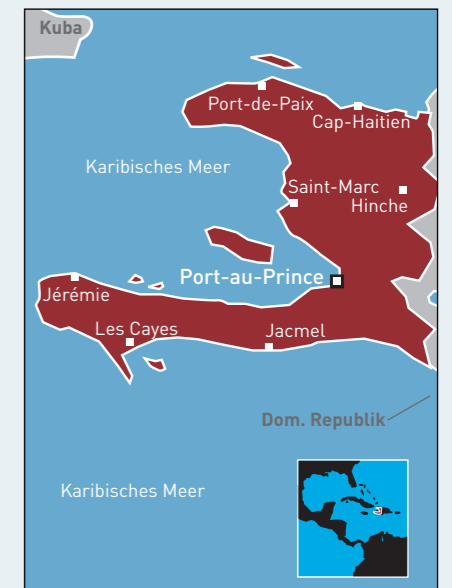 Kuba
Port-de-Paix
Cap-Haitien
Karibisches Meer
Saint-Marc
Hinche
Port-au-Prince
Jérémie
Les Cayes
Jacmel
Dom. Republik
Karibisches Meer